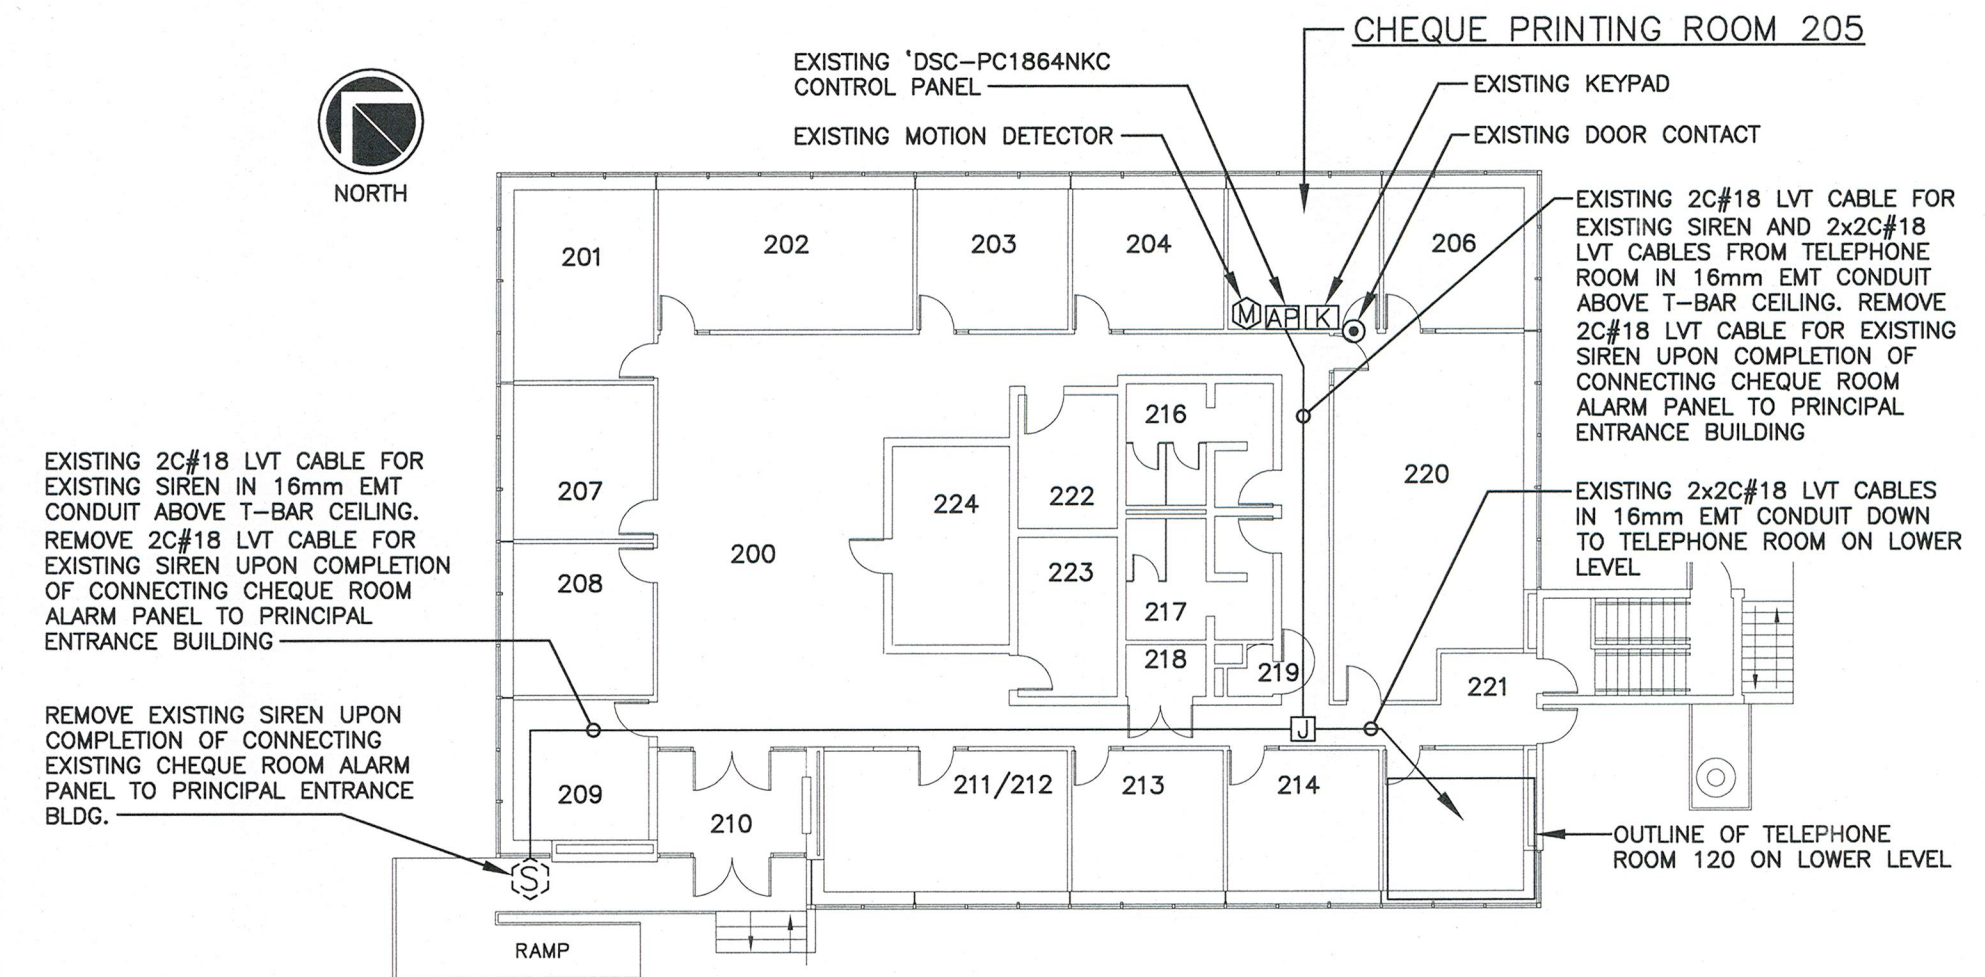 CHEQUE PRINTING ROOM 205
EXISTING 'DSC-PC1864NKC
CONTROL PANEL
EXISTING MOTION DETECTOR
EXISTING KEYPAD
EXISTING DOOR CONTACT
NORTH
EXISTING 2C#18 LVT CABLE FOR
EXISTING SIREN AND 2x2C#18
LVT CABLES FROM TELEPHONE
ROOM IN 16mm EMT CONDUIT
ABOVE T-BAR CEILING. REMOVE
2C#18 LVT CABLE FOR EXISTING
SIREN UPON COMPLETION OF
CONNECTING CHEQUE ROOM
ALARM PANEL TO PRINCIPAL
ENTRANCE BUILDING
201
202
203
204
206
M
AP
K
216
220
207
224
222
EXISTING 2C#18 LVT CABLE FOR
EXISTING SIREN IN 16mm EMT
CONDUIT ABOVE T-BAR CEILING.
REMOVE 2C#18 LVT CABLE FOR
EXISTING SIREN UPON COMPLETION
OF CONNECTING CHEQUE ROOM
ALARM PANEL TO PRINCIPAL
ENTRANCE BUILDING
EXISTING 2x2C#18 LVT CABLES
IN 16mm EMT CONDUIT DOWN
TO TELEPHONE ROOM ON LOWER
LEVEL
200
208
223
217
218
219
221
REMOVE EXISTING SIREN UPON
COMPLETION OF CONNECTING
EXISTING CHEQUE ROOM ALARM
PANEL TO PRINCIPAL ENTRANCE
BLDG.
J
209
210
211/212
213
214
OUTLINE OF TELEPHONE
ROOM 120 ON LOWER LEVEL
S
RAMP